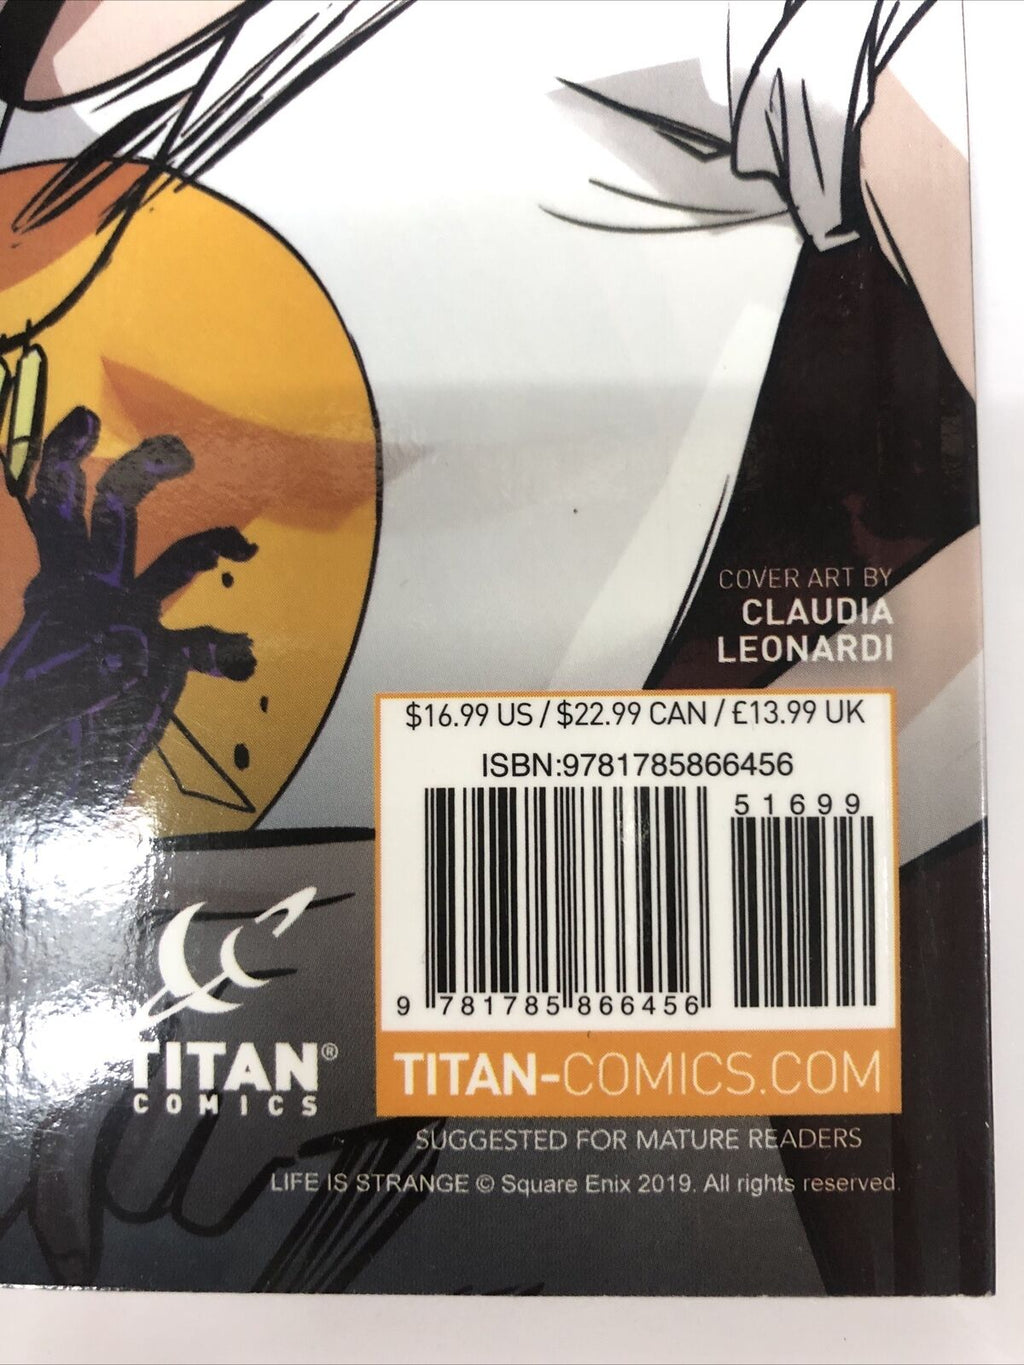 COVER ART BY
CLAUDIA
LEONARDI
$16.99 US / $22.99 CAN / £13.99 UK
ISBN:9781785866456
51699
9 781785 866456
TITAN®
COMICS
TITAN-COMICS.COM
SUGGESTED FOR MATURE READERS
LIFE IS STRANGE © Square Enix 2019. All rights reserved.